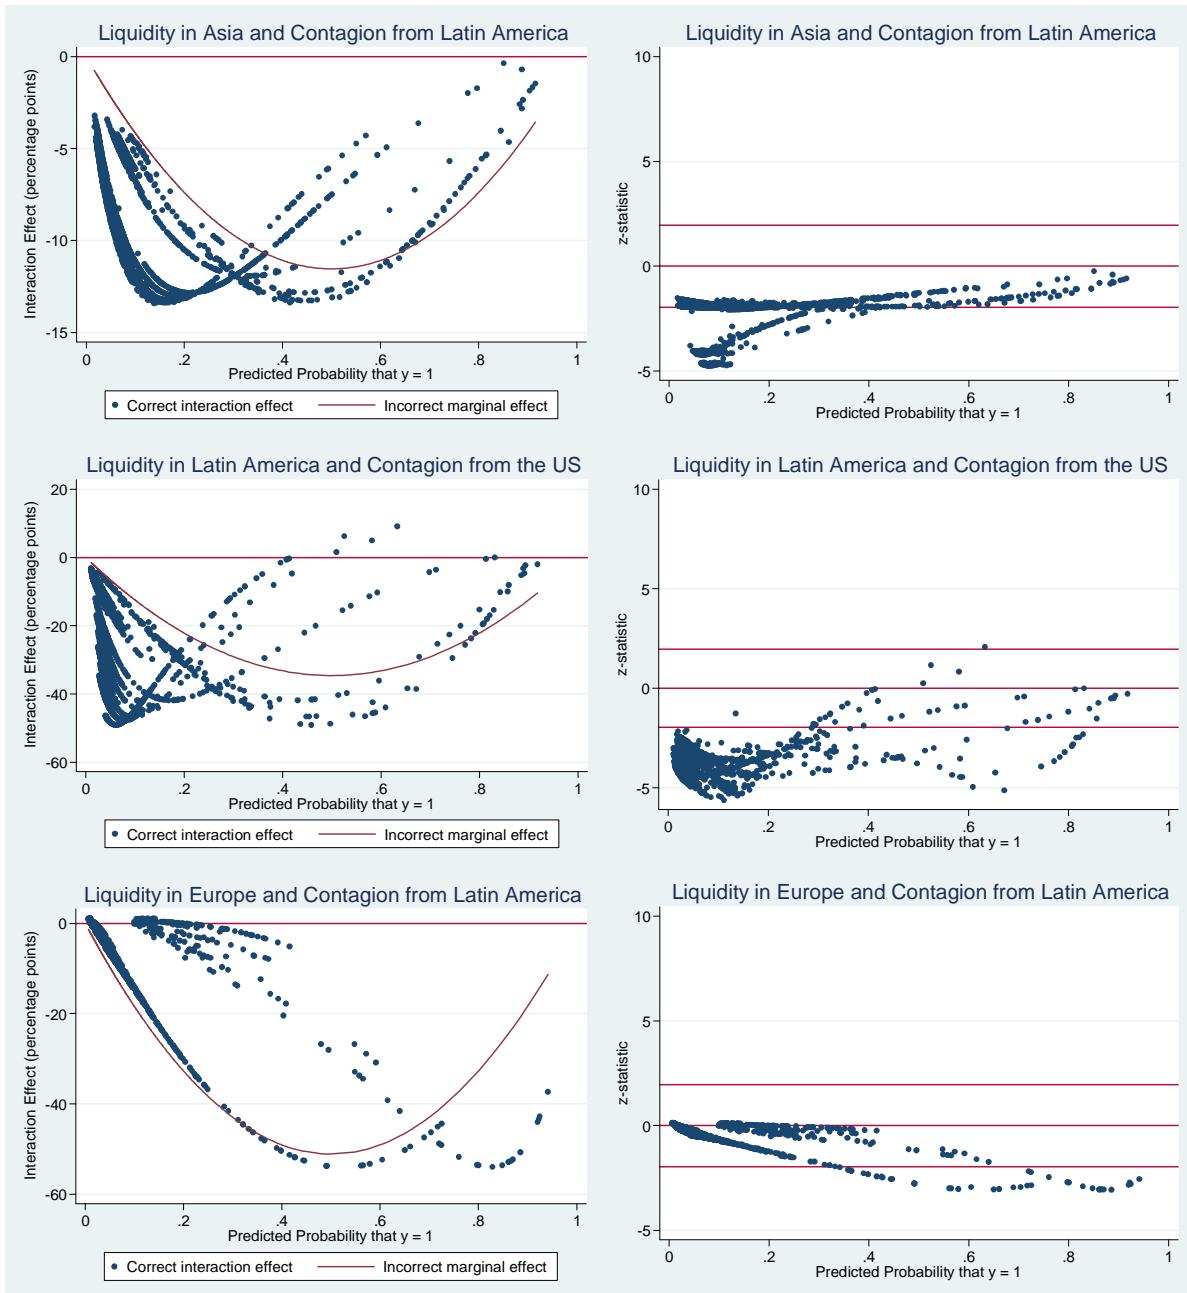 Liquidity in Asia and Contagion from Latin America
Interaction Effect (percentage points)
0
-5
-10
-15
0 .2 .4 .6 .8 1
Predicted Probability that y = 1
Correct interaction effect Incorrect marginal effect
Liquidity in Asia and Contagion from Latin America
z-statistic
10
5
0
-5
0 .2 .4 .6 .8 1
Predicted Probability that y = 1
Liquidity in Latin America and Contagion from the US
Interaction Effect (percentage points)
20
0
-20
-40
-60
0 .2 .4 .6 .8 1
Predicted Probability that y = 1
Correct interaction effect Incorrect marginal effect
Liquidity in Latin America and Contagion from the US
z-statistic
10
5
0
-5
0 .2 .4 .6 .8 1
Predicted Probability that y = 1
Liquidity in Europe and Contagion from Latin America
Interaction Effect (percentage points)
0
-20
-40
-60
0 .2 .4 .6 .8 1
Predicted Probability that y = 1
Correct interaction effect Incorrect marginal effect
Liquidity in Europe and Contagion from Latin America
z-statistic
10
5
0
-5
0 .2 .4 .6 .8 1
Predicted Probability that y = 1